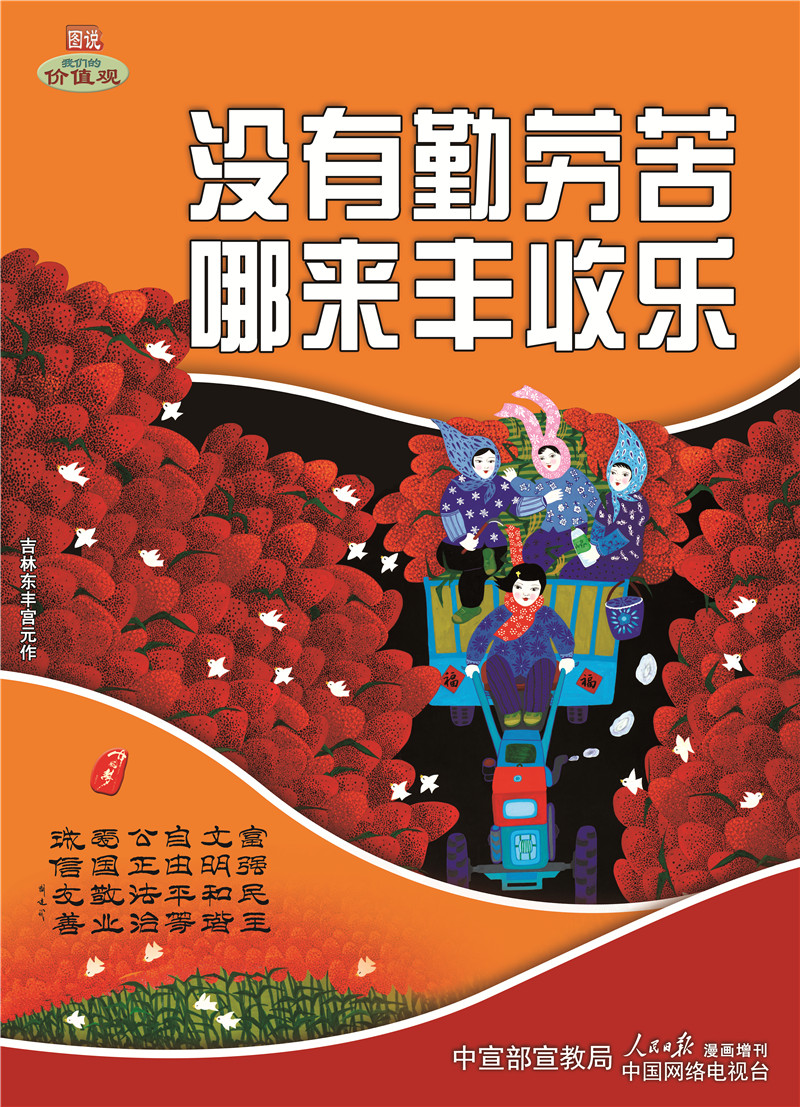 图说
我们的
价值观
没有勤劳苦
哪来丰收乐
吉林东丰宫元作
福
福
中国梦
富强民主
文明和谐
自由平等
公正法治
爱国敬业
诚信友善
中宣部宣教局
人民日报 漫画增刊
中国网络电视台